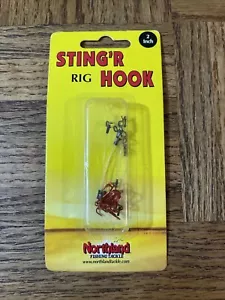 STING'R
RIG HOOK
2
Inch
Northland
FISHING TACKLE
www.northlandtackle.com